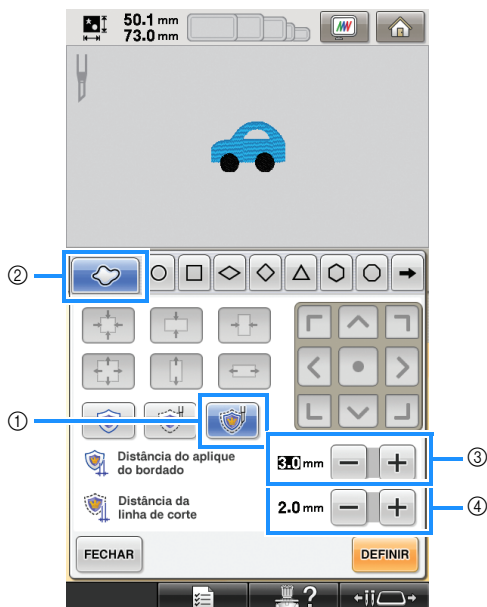 50.1 mm
73.0 mm
②
①
Distância do aplique
do bordado
3.0 mm
③
Distância da
linha de corte
2.0 mm
④
FECHAR
DEFINIR
?